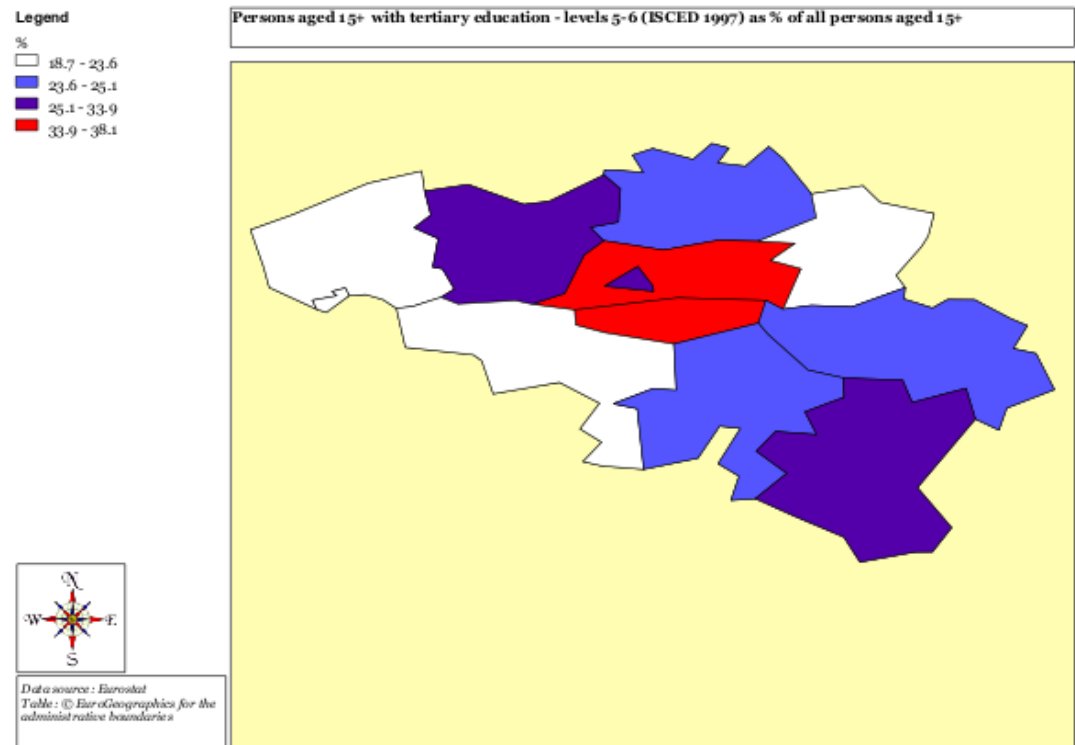 Legend
%
18.7 - 23.6
23.6 - 25.1
25.1 - 33.9
33.9 - 38.1
Persons aged 15+ with tertiary education - levels 5-6 (ISCED 1997) as % of all persons aged 15+
N
W E
S
Data source : Eurostat
Table : © EuroGeographics for the
administrative boundaries